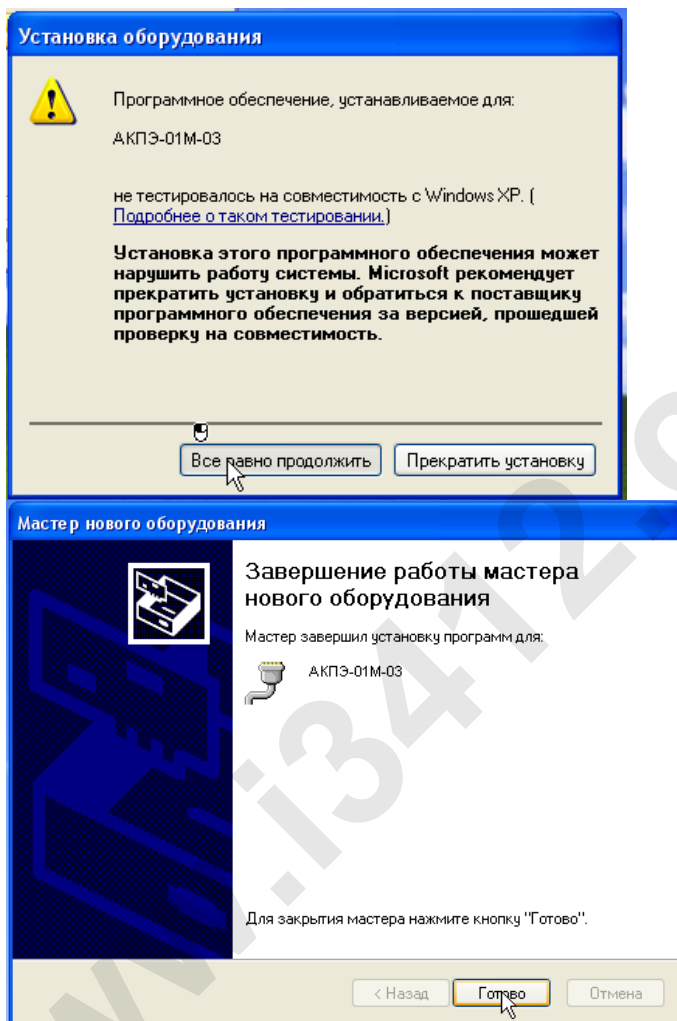 Установка оборудования
Программное обеспечение, устанавливаемое для:
АКПЭ-01М-03
не тестировалось на совместимость с Windows XP. (
Подробнее о таком тестировании.)
Установка этого программного обеспечения может
нарушить работу системы. Microsoft рекомендует
прекратить установку и обратиться к поставщику
программного обеспечения за версией, прошедшей
проверку на совместимость.
Все равно продолжить
Прекратить установку
Мастер нового оборудования
Завершение работы мастера
нового оборудования
Мастер завершил установку программ для:
АКПЭ-01М-03
Для закрытия мастера нажмите кнопку "Готово".
< Назад
Готово
Отмена